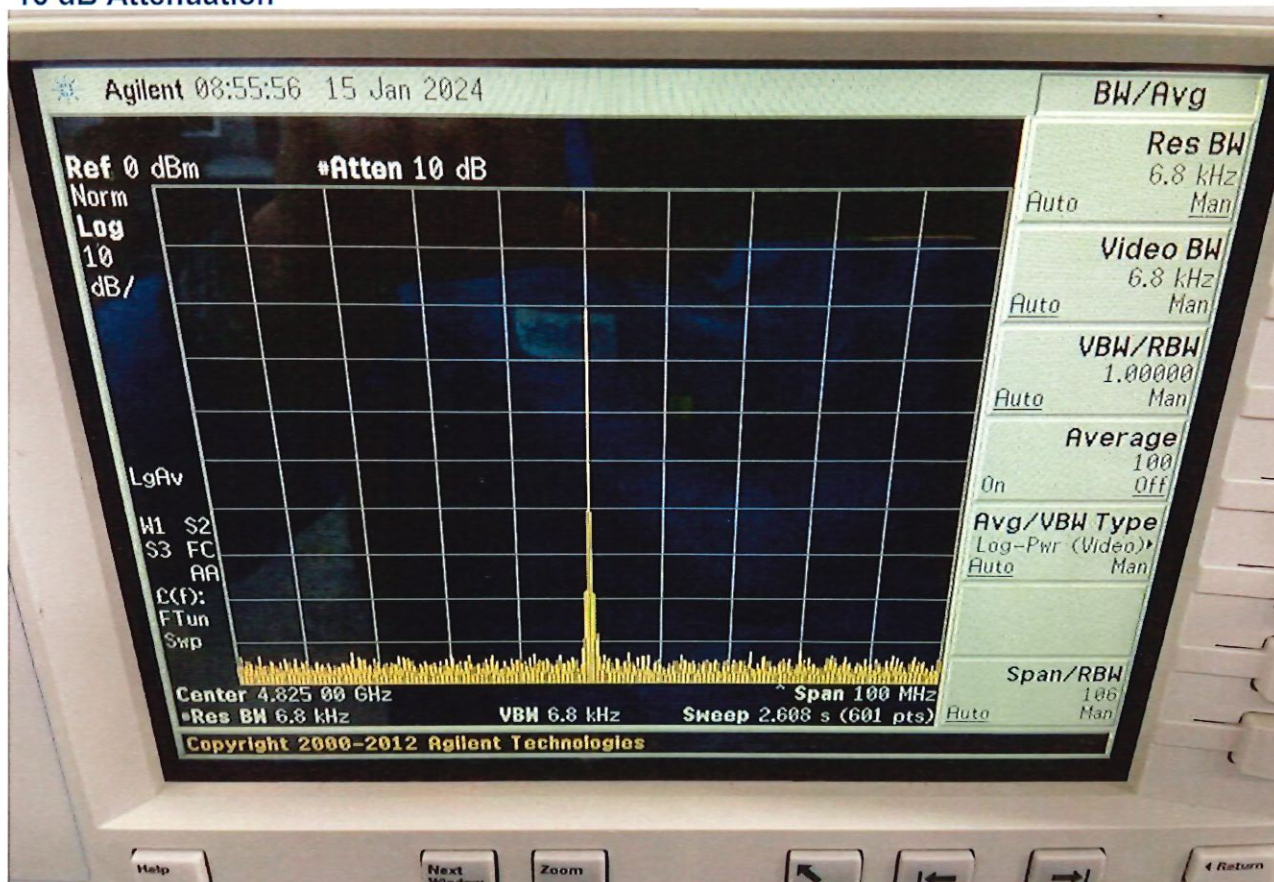 10 dB Attenuation
Agilent 08:55:56 15 Jan 2024
BW/Avg
Ref 0 dBm #Atten 10 dB
Norm
Log
10
dB/
LgAv
W1 S2
S3 FC
AA
£(f):
FTun
Swp
Center 4.825 00 GHz ^ Span 100 MHz
#Res BW 6.8 kHz VBW 6.8 kHz Sweep 2.608 s (601 pts)
Copyright 2000-2012 Agilent Technologies
Res BW
6.8 kHz
Auto Man
Video BW
6.8 kHz
Auto Man
VBW/RBW
1.00000
Auto Man
Average
100
On Off
Avg/VBW Type
Log-Pwr (Video)
Auto Man
Span/RBW
106
Auto Man
Help
Next
Window
Zoom
Return